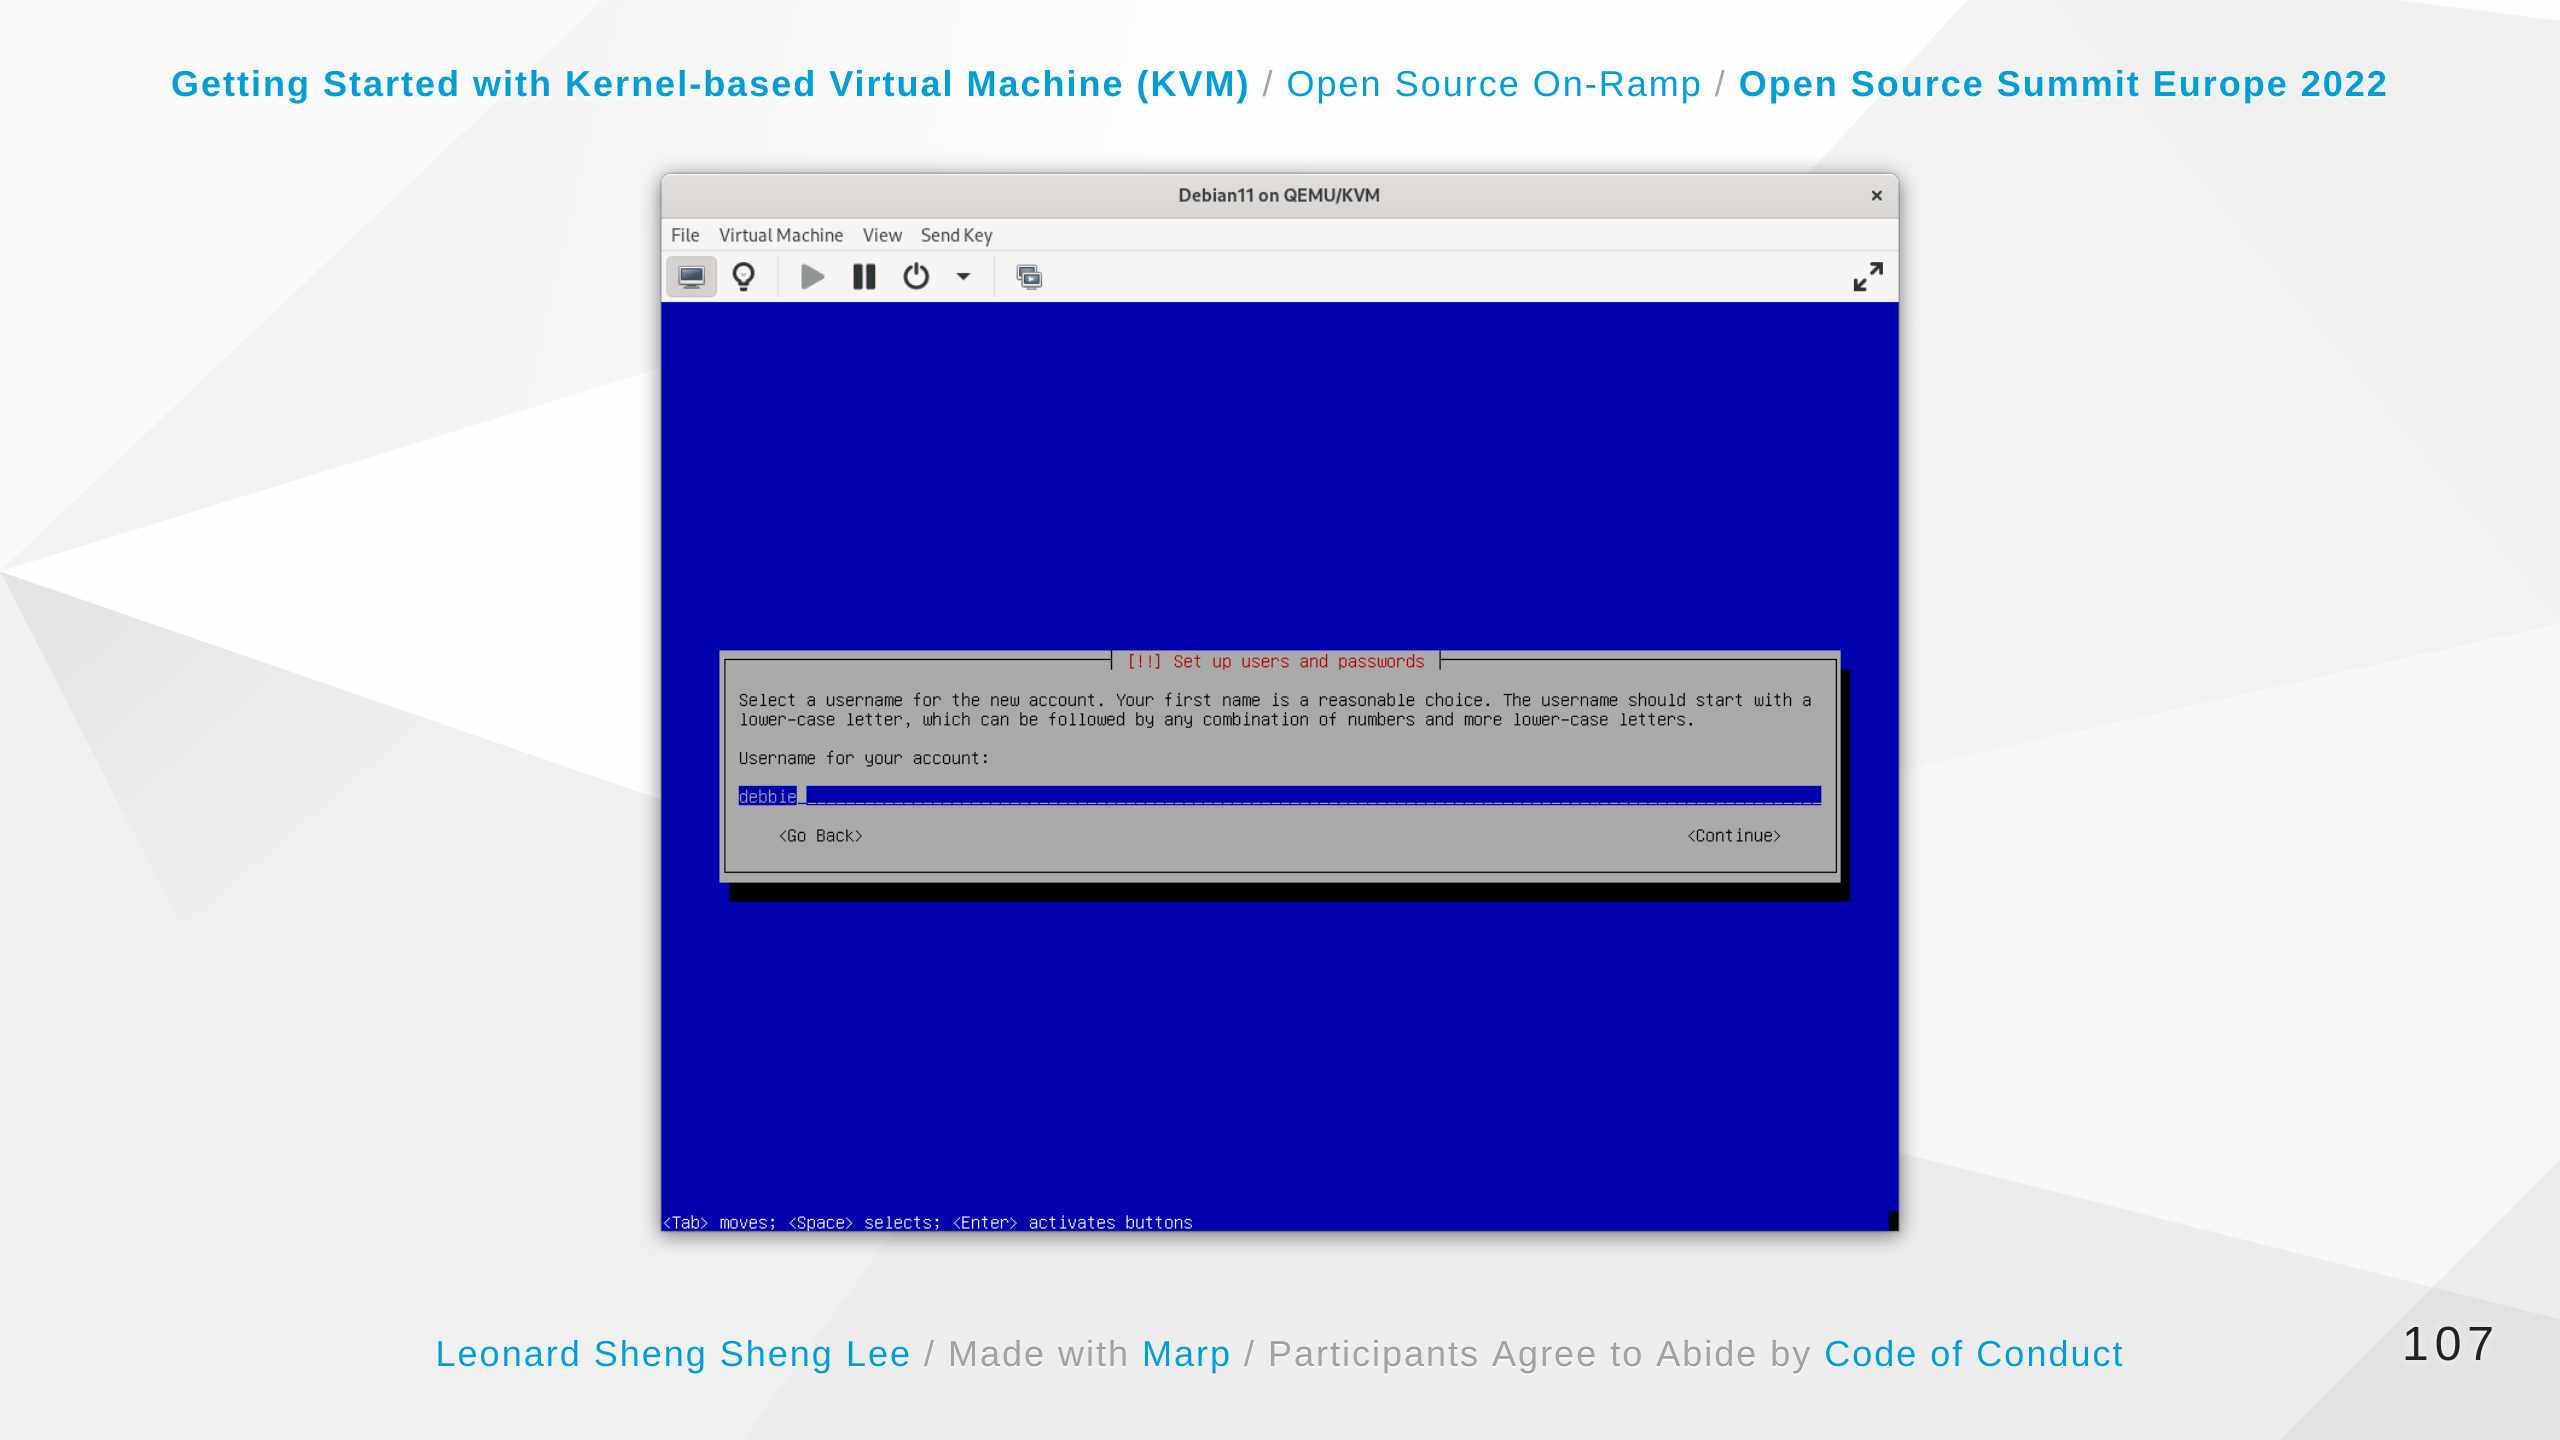 Getting Started with Kernel-based Virtual Machine (KVM) / Open Source On-Ramp / Open Source Summit Europe 2022
Debian11 on QEMU/KVM
File Virtual Machine View Send Key
[!!] Set up users and passwords
Select a username for the new account. Your first name is a reasonable choice. The username should start with a
lower-case letter, which can be followed by any combination of numbers and more lower-case letters.
Username for your account:
debbie
<Go Back> <Continue>
<Tab> moves; <Space> selects; <Enter> activates buttons
Leonard Sheng Sheng Lee / Made with Marp / Participants Agree to Abide by Code of Conduct
107